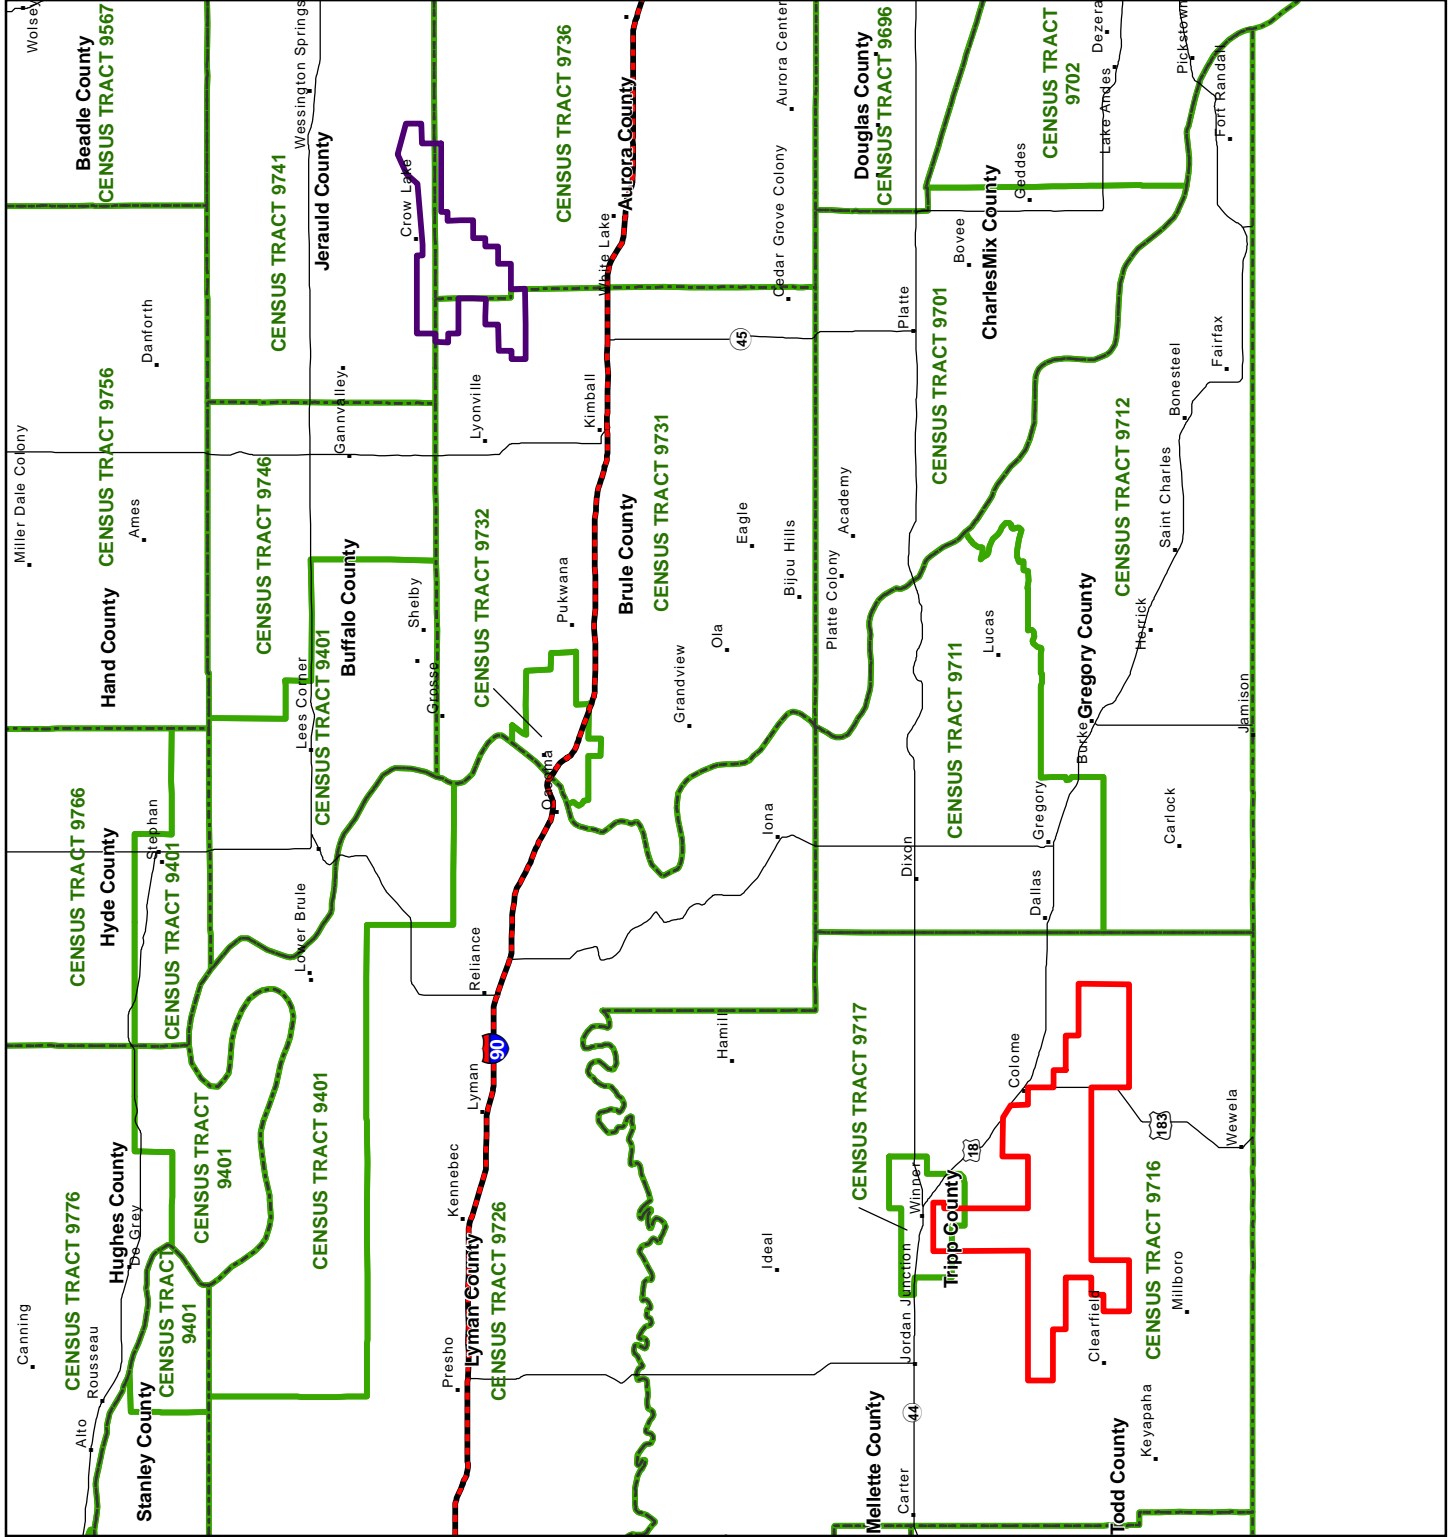 Wolsey
Beadle County
CENSUS TRACT 9567
Wessington Springs
CENSUS TRACT 9741
Jerauld County
Crow Lake
CENSUS TRACT 9736
Aurora County
White Lake
Aurora Center
Cedar Grove Colony
Douglas County
CENSUS TRACT 9696
CENSUS TRACT
9702
Dezera
Lake Andes
Pickstown
Fort Randall
Geddes
Bovee
CharlesMix County
Platte
CENSUS TRACT 9701
45
Danforth
CENSUS TRACT 9756
Miller Dale Colony
Ames
Hand County
Gannvalley
CENSUS TRACT 9746
Buffalo County
Shelby
Lyonville
Kimball
CENSUS TRACT 9732
Pukwana
Brule County
CENSUS TRACT 9731
Eagle
Bijou Hills
Academy
Platte Colony
Ola
Grandview
Fairfax
Bonesteel
CENSUS TRACT 9712
Saint Charles
Herrick
Gregory County
Lucas
CENSUS TRACT 9711
Burke
Jamison
Gregory
Carlock
Dallas
Dixon
Iona
Lees Corner
CENSUS TRACT 9401
Grosse
Oacoma
CENSUS TRACT 9766
Hyde County
Stephan
CENSUS TRACT 9401
Lower Brule
Reliance
90
Lyman
Kennebec
Hamill
CENSUS TRACT 9717
Colome
183
Wewela
18
Winner
Tripp County
Jordan Junction
CENSUS TRACT 9716
Millboro
Clearfield
Ideal
CENSUS TRACT 9726
Lyman County
Presho
CENSUS TRACT 9401
CENSUS TRACT
9401
CENSUS TRACT
9401
Hughes County
De Grey
CENSUS TRACT 9776
Canning
Rousseau
Alto
Stanley County
Mellette County
44
Carter
Todd County
Keyapaha